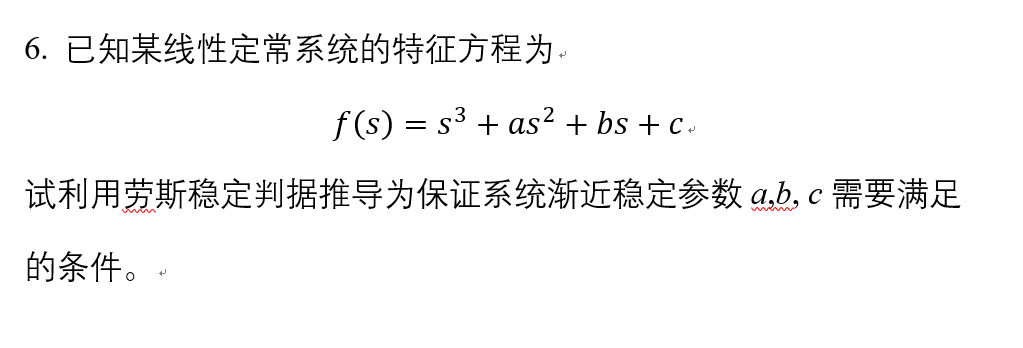 6. 已知某线性定常系统的特征方程为
f(s) = s³ + as² + bs + c
试利用劳斯稳定判据推导为保证系统渐近稳定参数 a,b, c 需要满足
的条件。